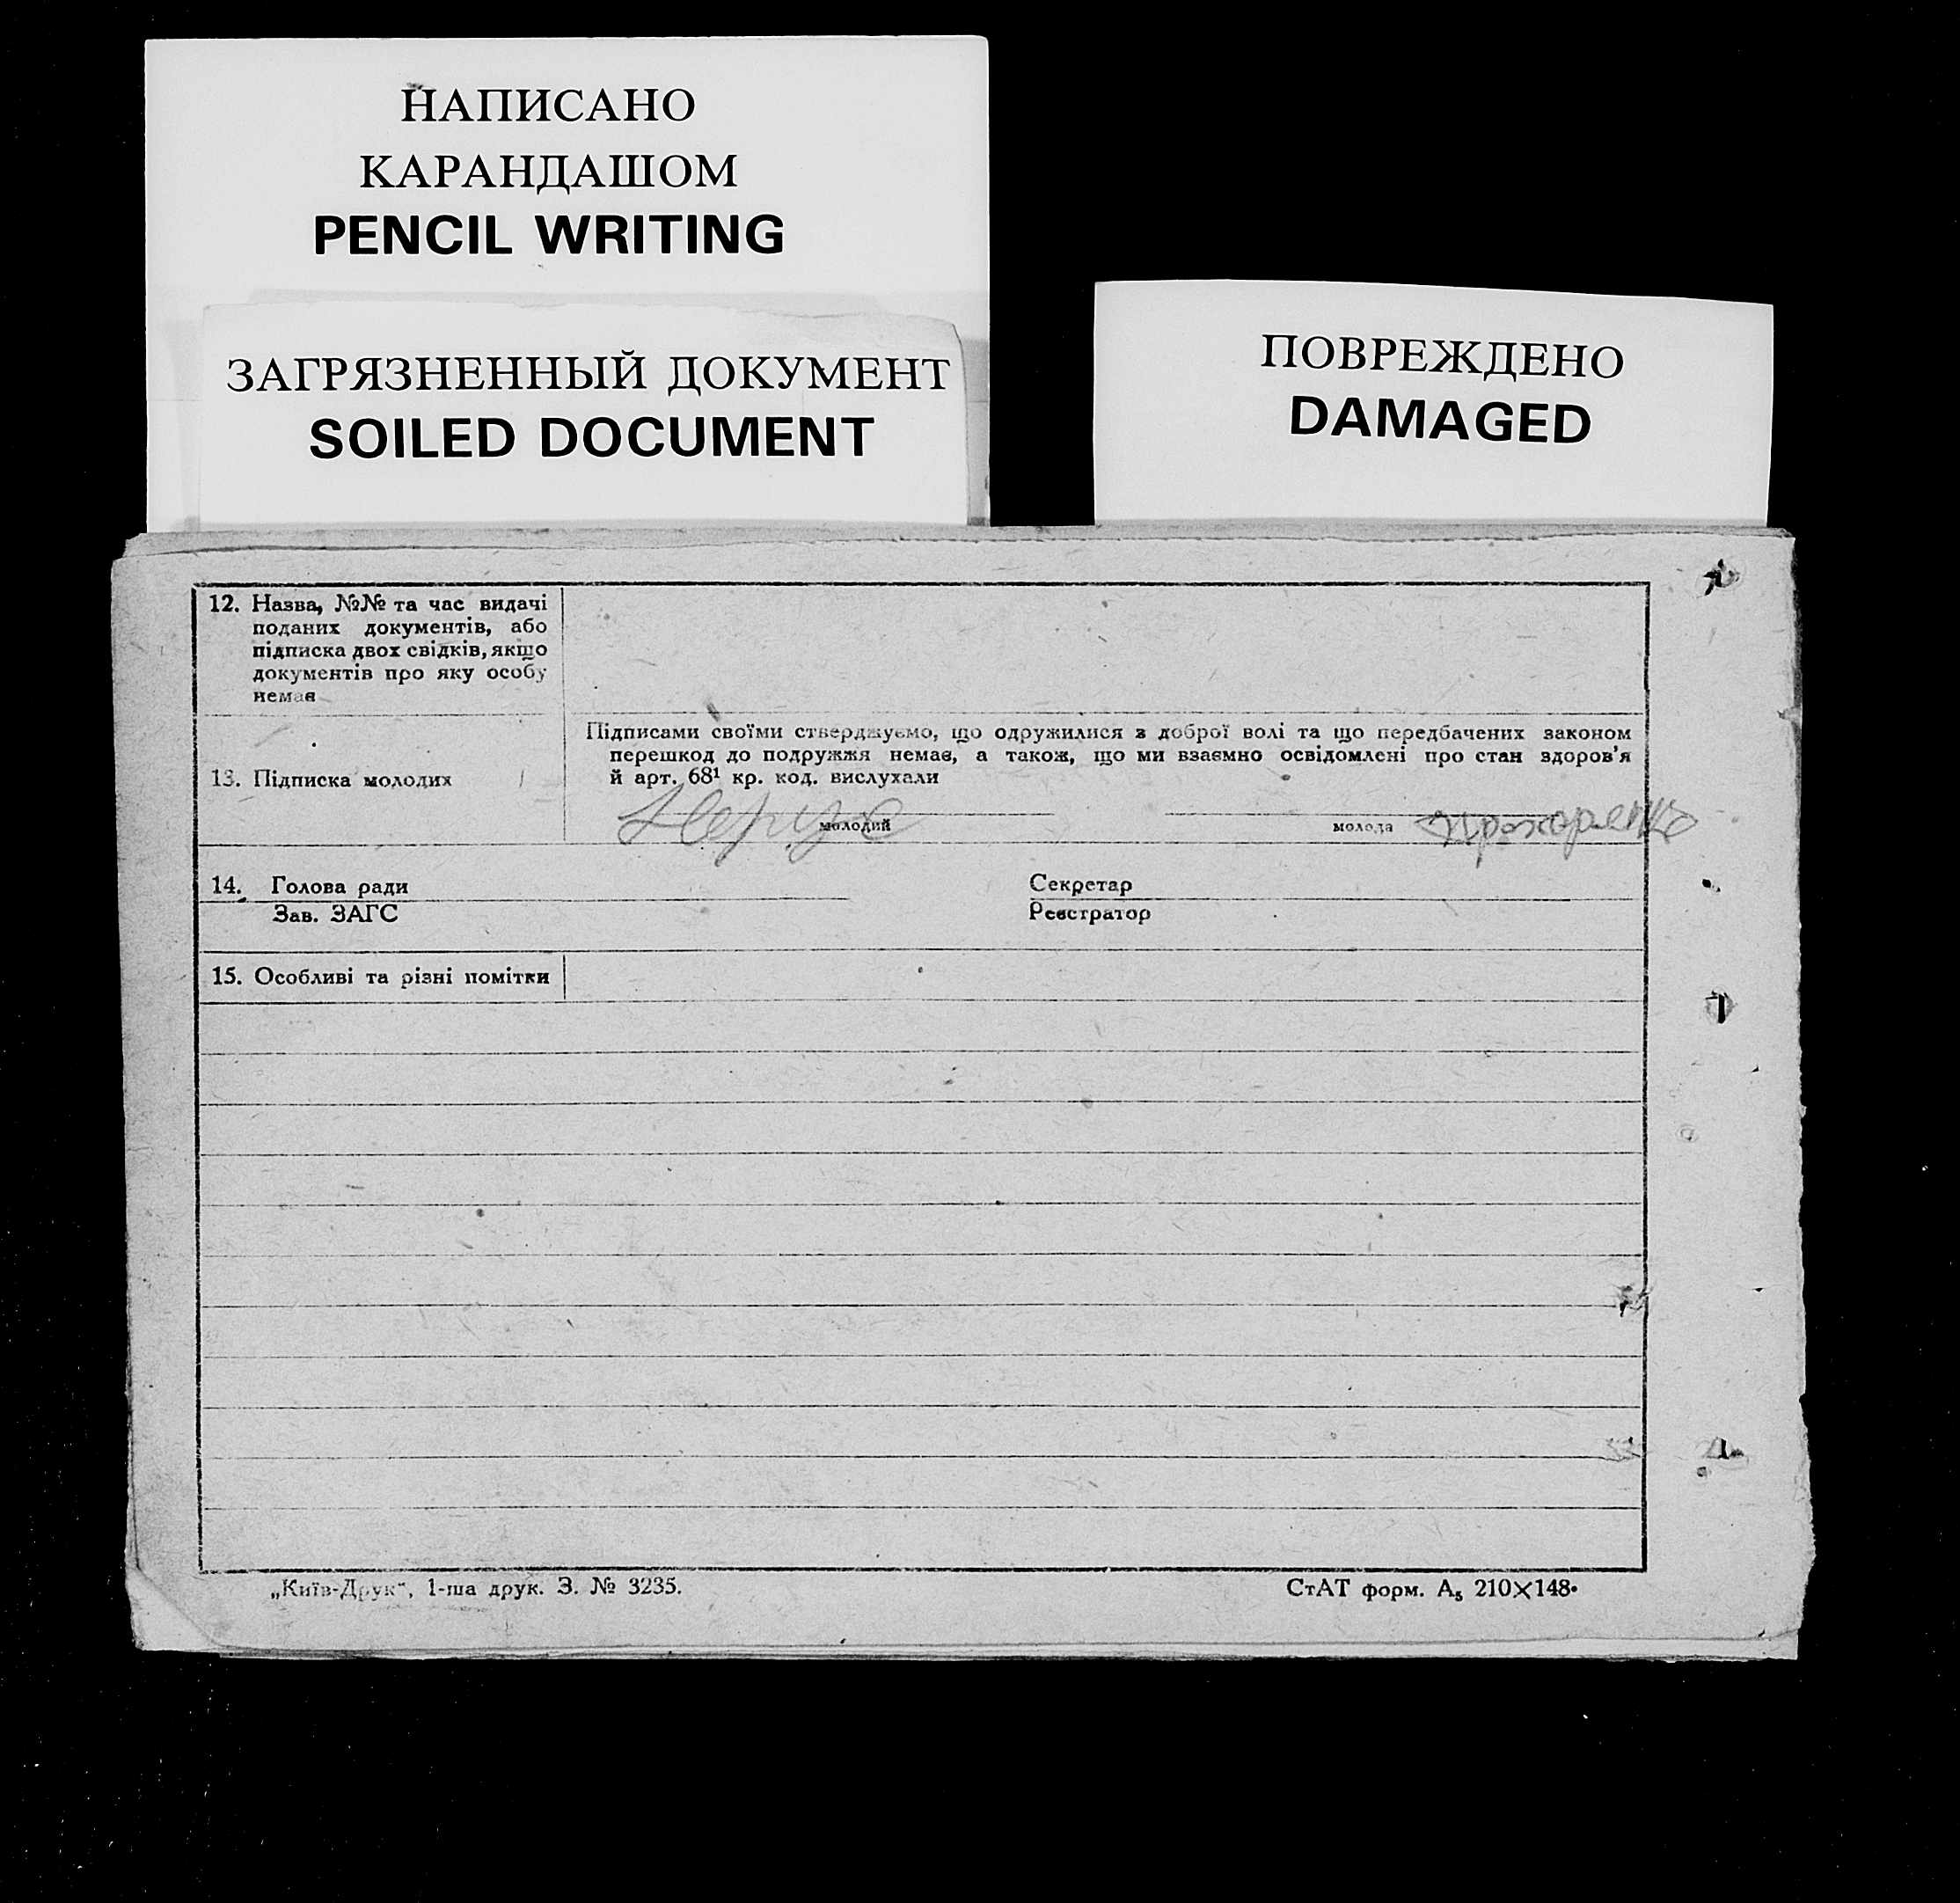 НАПИСАНО
КАРАНДАШОМ
PENCIL WRITING
ЗАГРЯЗНЕННЫЙ ДОКУМЕНТ
SOILED DOCUMENT
ПОВРЕЖДЕНО
DAMAGED
12. Назва, №№ та час видачі
поданих документів, або
підписка двох свідків, якщо
документів про яку особу
немає
Підписами своїми стверджуємо, що одружилися з доброї волі та що передбачених законом
перешкод до подружжя немає, а також, що ми взаємно освідомлені про стан здоров'я
й арт. 68¹ кр. код. вислухали
13. Підписка молодих
молодий
молода Прохоренко
14. Голова ради Секретар
Зав. ЗАГС Реєстратор
15. Особливі та різні помітки
„Київ-Друк“, 1-ша друк. З. № 3235. СтАТ форм. А₅ 210×148.